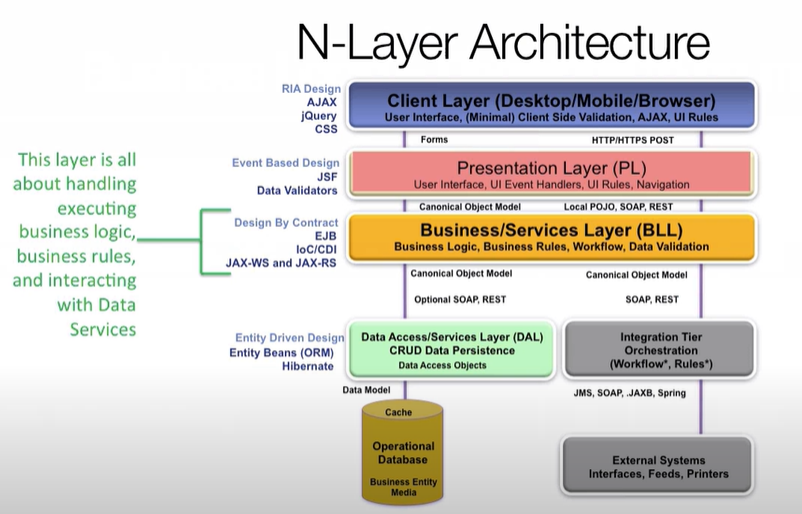 N-Layer Architecture
RIA Design
AJAX
jQuery
CSS
Client Layer (Desktop/Mobile/Browser)
User Interface, (Minimal) Client Side Validation, AJAX, UI Rules
Forms
HTTP/HTTPS POST
This layer is all
about handling
executing
business logic,
business rules,
and interacting
with Data
Services
Event Based Design
JSF
Data Validators
Presentation Layer (PL)
User Interface, UI Event Handlers, UI Rules, Navigation
Canonical Object Model
Local POJO, SOAP, REST
Design By Contract
EJB
IoC/CDI
JAX-WS and JAX-RS
Business/Services Layer (BLL)
Business Logic, Business Rules, Workflow, Data Validation
Canonical Object Model
Canonical Object Model
Optional SOAP, REST
SOAP, REST
Entity Driven Design
Entity Beans (ORM)
Hibernate
Data Access/Services Layer (DAL)
CRUD Data Persistence
Data Access Objects
Integration Tier
Orchestration
(Workflow*, Rules*)
Data Model
JMS, SOAP, .JAXB, Spring
Cache
Operational
Database
Business Entity
Media
External Systems
Interfaces, Feeds, Printers